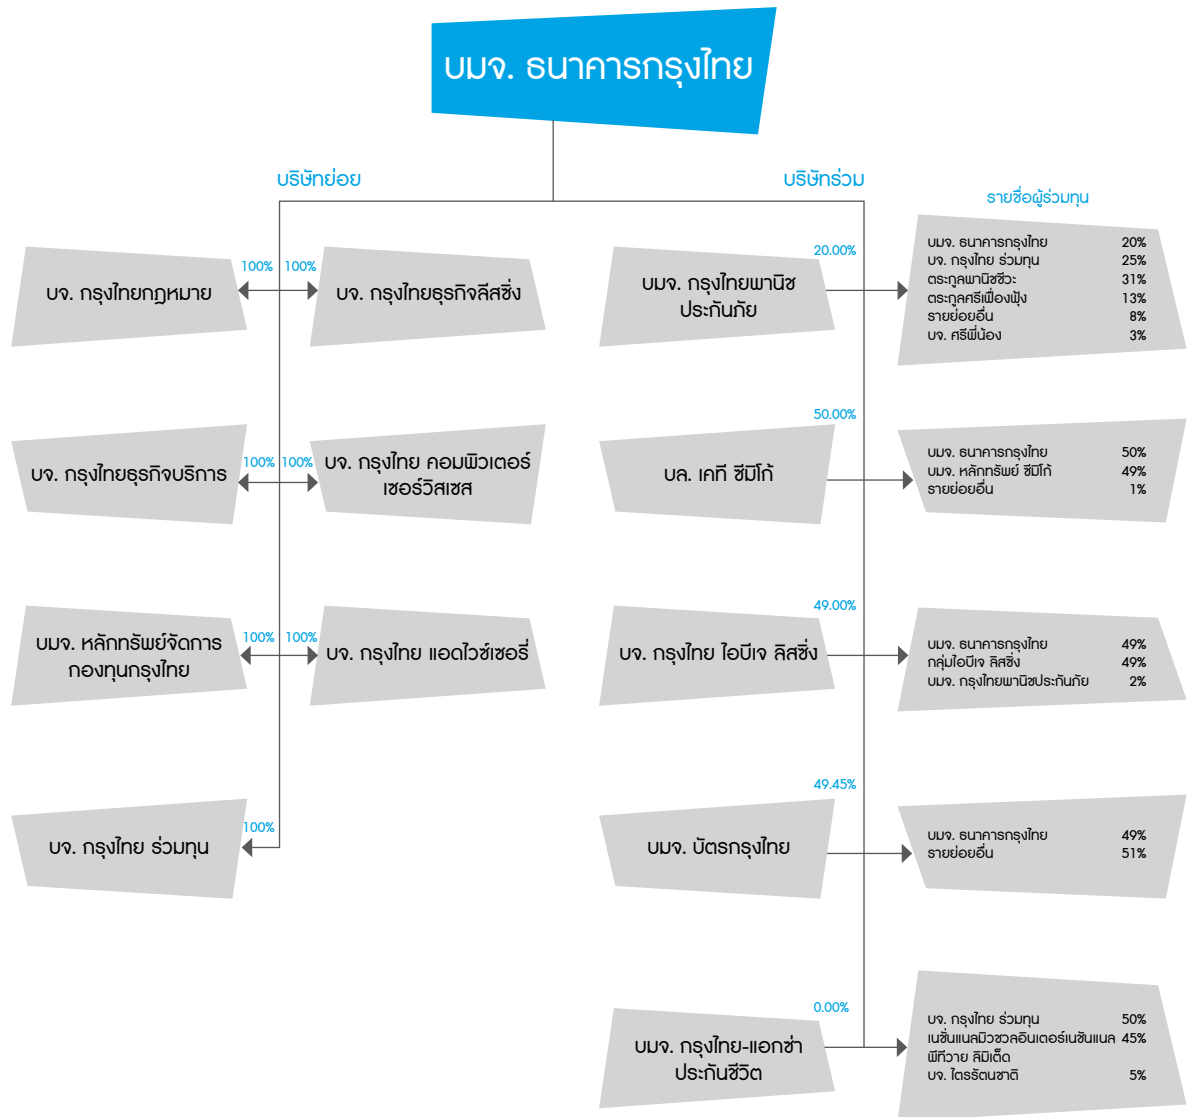 บมจ. ธนาคารกรุงไทย
บริษัทย่อย
บริษัทร่วม
รายชื่อผู้ร่วมทุน
บจ. กรุงไทยกฎหมาย
100%
100%
บจ. กรุงไทยธุรกิจลีสซิ่ง
บมจ. กรุงไทยพานิช
ประกันภัย
20.00%
บมจ. ธนาคารกรุงไทย 20%
บจ. กรุงไทย ร่วมทุน 25%
ตระกูลพานิชชีวะ 31%
ตระกูลศรีเฟื่องฟุ้ง 13%
รายย่อยอื่น 8%
บจ. ศรีพี่น้อง 3%
บจ. กรุงไทยธุรกิจบริการ
100%
100%
บจ. กรุงไทย คอมพิวเตอร์
เซอร์วิสเซส
บล. เคที ซีมิโก้
50.00%
บมจ. ธนาคารกรุงไทย 50%
บมจ. หลักทรัพย์ ซีมิโก้ 49%
รายย่อยอื่น 1%
บมจ. หลักทรัพย์จัดการ
กองทุนกรุงไทย
100%
100%
บจ. กรุงไทย แอดไวซ์เซอรี่
บจ. กรุงไทย ไอบีเจ ลิสซิ่ง
49.00%
บมจ. ธนาคารกรุงไทย 49%
กลุ่มไอบีเจ ลิสซิ่ง 49%
บมจ. กรุงไทยพานิชประกันภัย 2%
บจ. กรุงไทย ร่วมทุน
100%
บมจ. บัตรกรุงไทย
49.45%
บมจ. ธนาคารกรุงไทย 49%
รายย่อยอื่น 51%
บมจ. กรุงไทย-แอกซ่า
ประกันชีวิต
0.00%
บจ. กรุงไทย ร่วมทุน 50%
เนชั่นแนลมิวชวลอินเตอร์เนชันแนล 45%
พีทีวาย ลิมิเต็ด
บจ. ไตรรัตนชาติ 5%